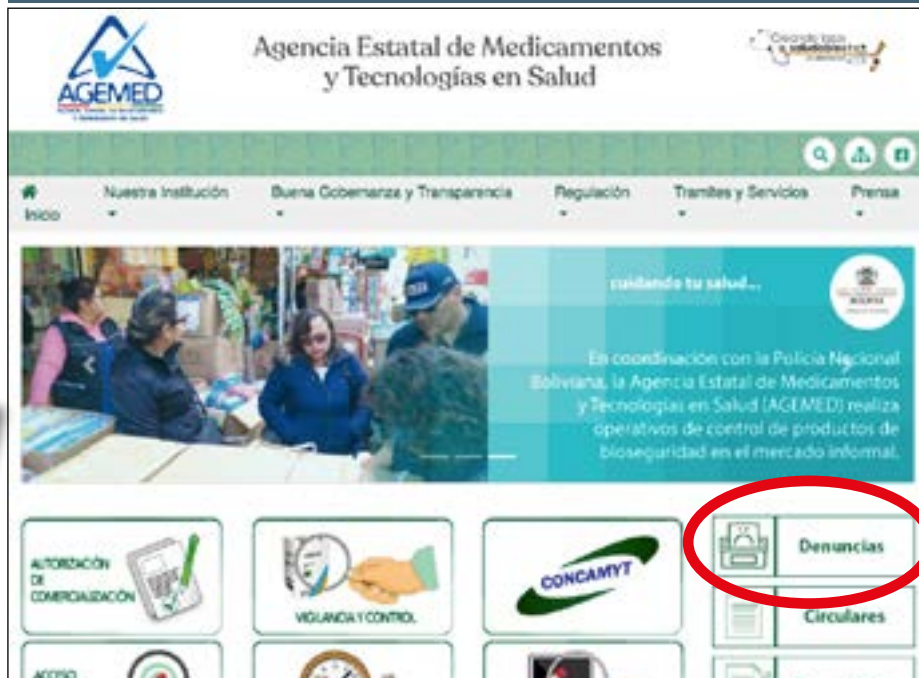 AGEMED
Agencia Estatal de Medicamentos
y Tecnologías en Salud
Inicio
Nuestra Institución
Buena Gobernanza y Transparencia
Regulación
Tramites y Servicios
Prensa
cuidando tu salud...
En coordinación con la Policía Nacional
Boliviana, la Agencia Estatal de Medicamentos
y Tecnologías en Salud (AGEMED) realiza
operativos de control de productos de
bioseguridad en el mercado informal.
AUTORIZACIÓN
DE
COMERCIALIZACIÓN
VIGILANCIA Y CONTROL
CONCAMYT
Denuncias
Circulares
ACCESO